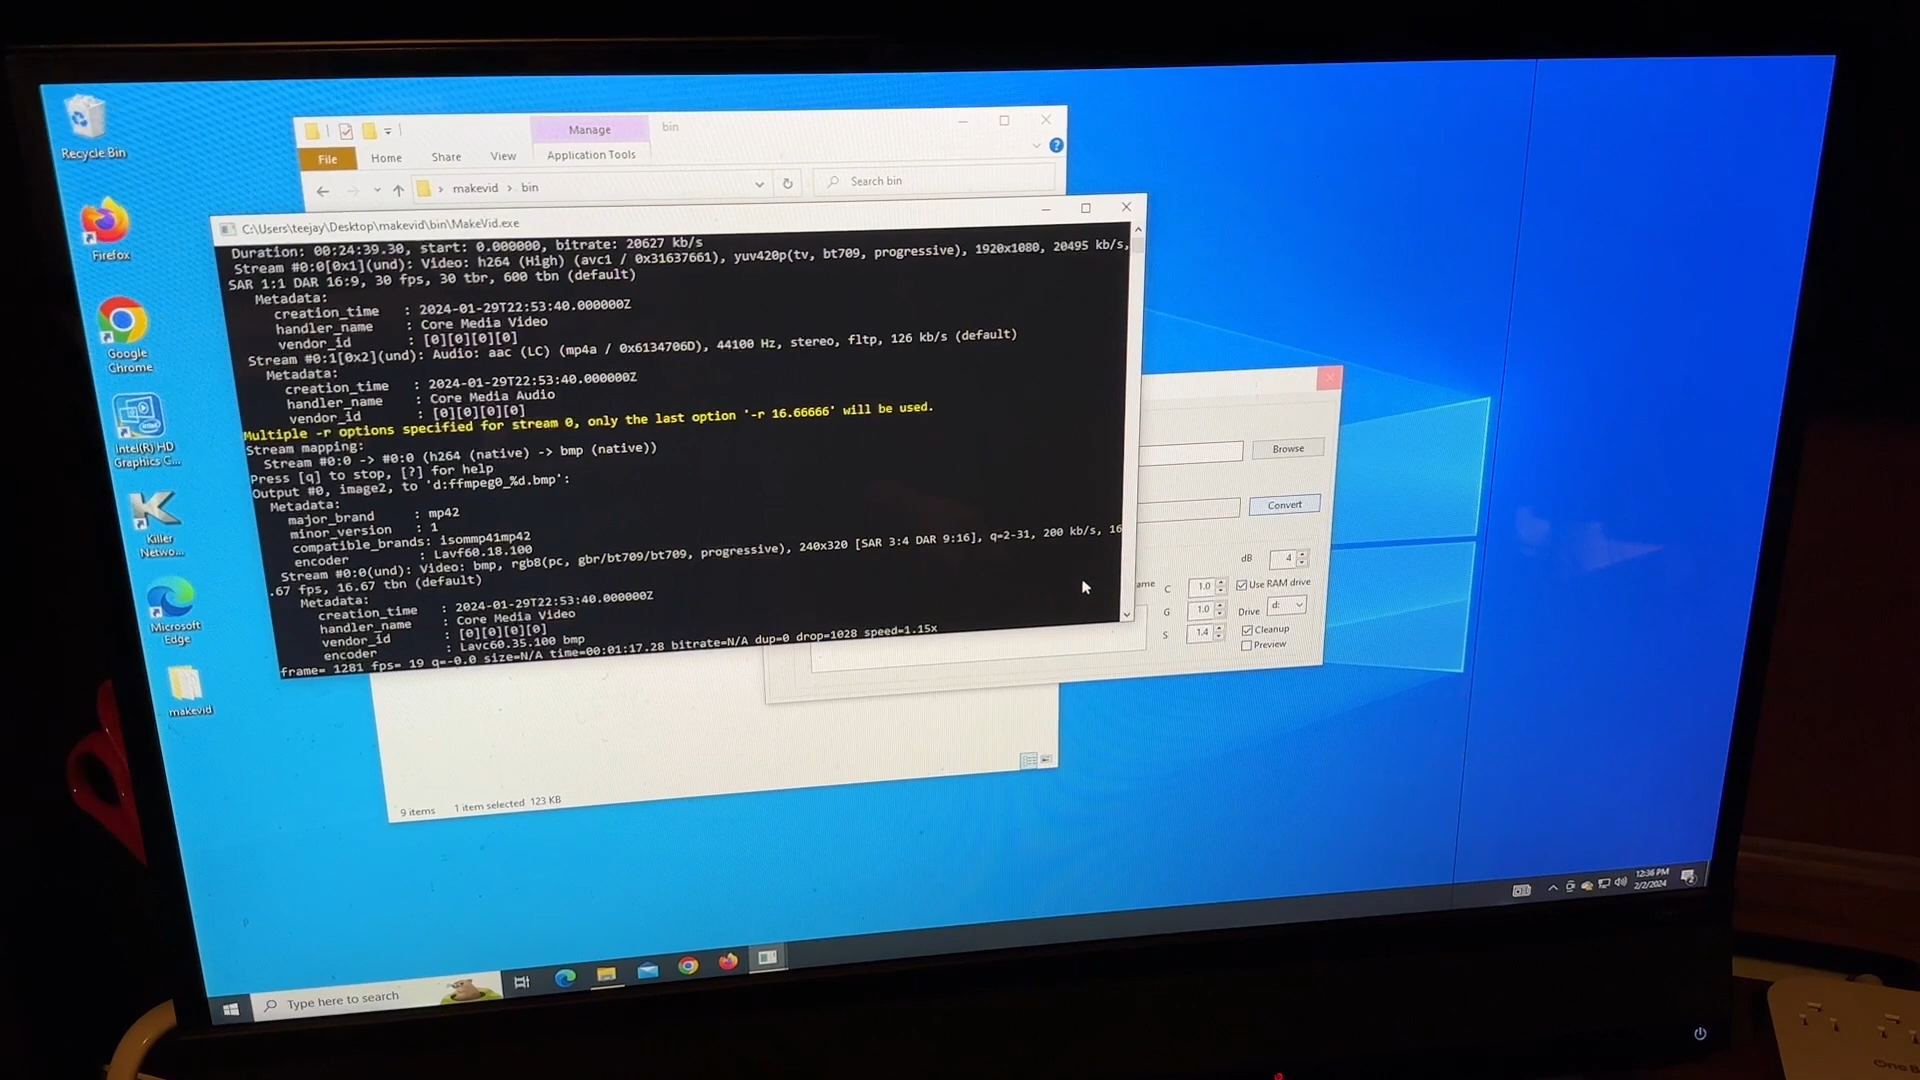 Recycle Bin
Firefox
Google
Chrome
Intel(R) HD
Graphics C...
Killer
Netwo...
Microsoft
Edge
makevid
Manage
bin
File
Home
Share
View
Application Tools
makevid > bin
Search bin
C:\Users\teejay\Desktop\makevid\bin\MakeVid.exe
Duration: 00:24:39.30, start: 0.000000, bitrate: 20627 kb/s
Stream #0:0[0x1](und): Video: h264 (High) (avc1 / 0x31637661), yuv420p(tv, bt709, progressive), 1920x1080, 20495 kb/s,
SAR 1:1 DAR 16:9, 30 fps, 30 tbr, 600 tbn (default)
Metadata:
creation_time : 2024-01-29T22:53:40.000000Z
handler_name : Core Media Video
vendor_id : [0][0][0][0]
Stream #0:1[0x2](und): Audio: aac (LC) (mp4a / 0x6134706D), 44100 Hz, stereo, fltp, 126 kb/s (default)
Metadata:
creation_time : 2024-01-29T22:53:40.000000Z
handler_name : Core Media Audio
vendor_id : [0][0][0][0]
Multiple -r options specified for stream 0, only the last option '-r 16.66666' will be used.
Stream mapping:
Stream #0:0 -> #0:0 (h264 (native) -> bmp (native))
Press [q] to stop, [?] for help
Output #0, image2, to 'd:ffmpeg0_%d.bmp':
Metadata:
major_brand : mp42
minor_version : 1
compatible_brands: isommp41mp42
encoder : Lavf60.18.100
Stream #0:0(und): Video: bmp, rgb8(pc, gbr/bt709/bt709, progressive), 240x320 [SAR 3:4 DAR 9:16], q=2-31, 200 kb/s, 16
.67 fps, 16.67 tbn (default)
Metadata:
creation_time : 2024-01-29T22:53:40.000000Z
handler_name : Core Media Video
vendor_id : [0][0][0][0]
encoder : Lavc60.35.100 bmp
frame= 1281 fps= 19 q=-0.0 size=N/A time=00:01:17.28 bitrate=N/A dup=0 drop=1028 speed=1.15x
Browse
Convert
dB 4
ame C 1.0
Use RAM drive
G 1.0
Drive d:
S 1.4
Cleanup
Preview
9 items 1 item selected 123 KB
Type here to search
12:36 PM
2/2/2024
2